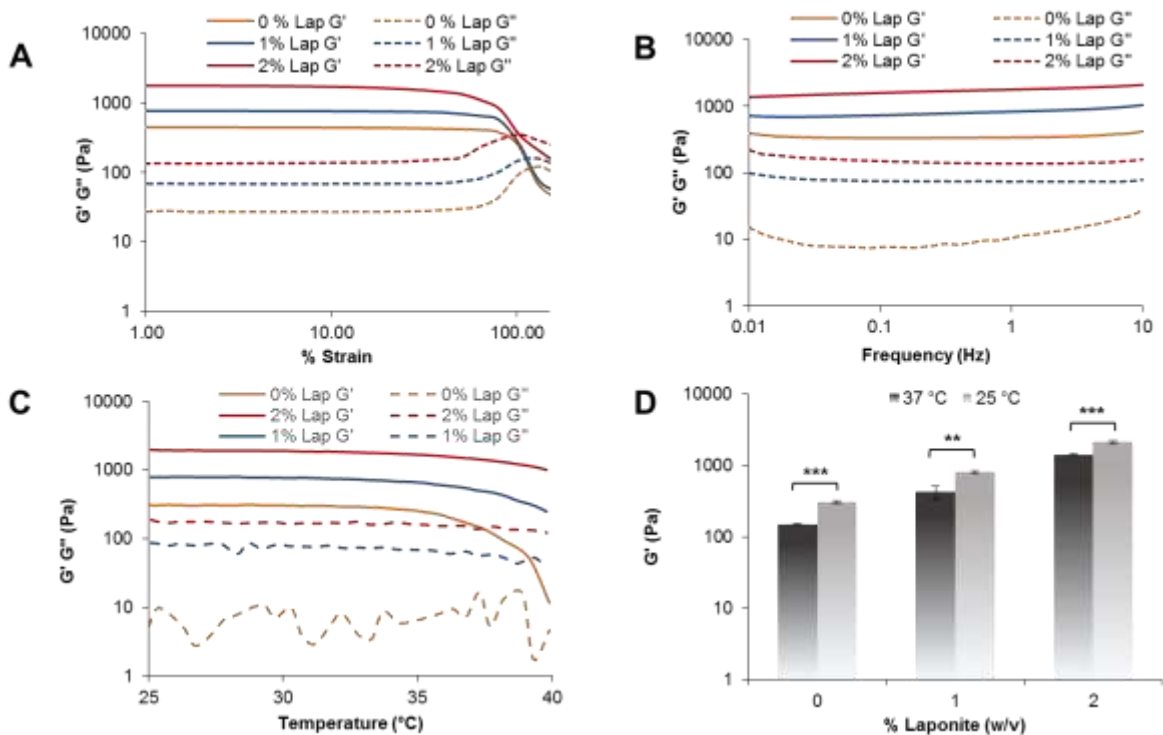 A
0 % Lap G' 0 % Lap G"
1% Lap G' 1 % Lap G"
2% Lap G' 2% Lap G"
10000
1000
100
10
1
G' G" (Pa)
1.00 10.00 100.00
% Strain
B
0% Lap G' 0% Lap G"
1% Lap G' 1% Lap G"
2% Lap G' 2% Lap G"
10000
1000
100
10
1
G' G" (Pa)
0.01 0.1 1 10
Frequency (Hz)
C
0% Lap G' 0% Lap G"
2% Lap G' 2% Lap G"
1% Lap G' 1% Lap G"
10000
1000
100
10
1
G' G" (Pa)
25 30 35 40
Temperature (°C)
D
37 °C 25 °C
10000
1000
100
10
1
G' (Pa)
*** ** ***
0 1 2
% Laponite (w/v)